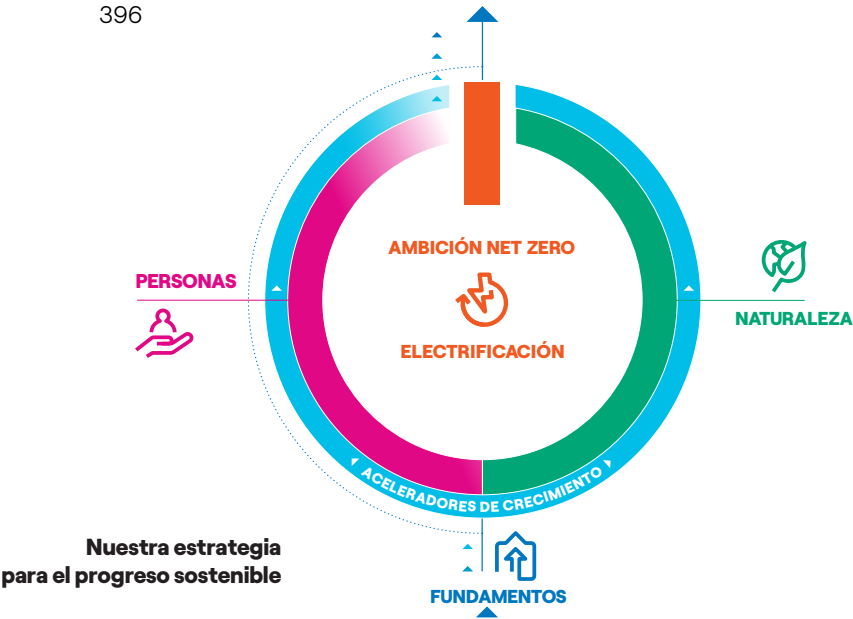 396
AMBICIÓN NET ZERO
PERSONAS
NATURALEZA
ELECTRIFICACIÓN
ACELERADORES DE CRECIMIENTO
Nuestra estrategia
para el progreso sostenible
FUNDAMENTOS